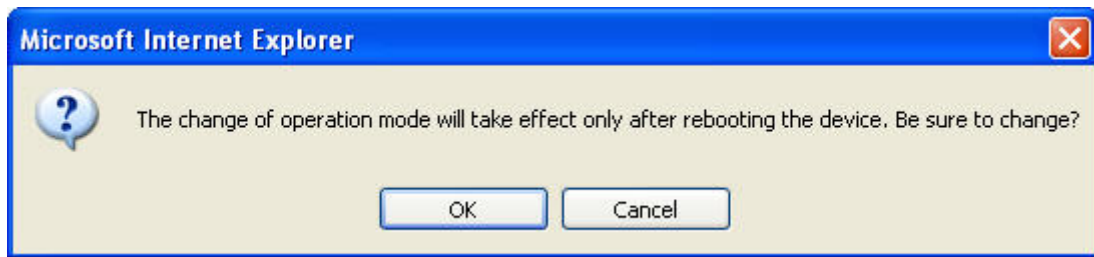 Microsoft Internet Explorer
The change of operation mode will take effect only after rebooting the device. Be sure to change?
OK
Cancel